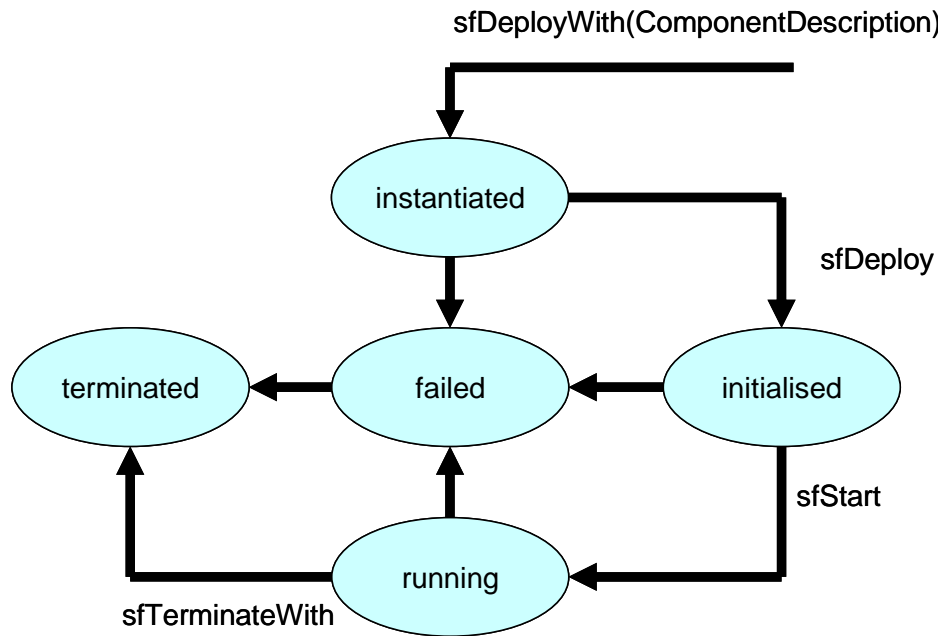 sfDeployWith(ComponentDescription)
instantiated
sfDeploy
terminated
failed
initialised
sfStart
running
sfTerminateWith